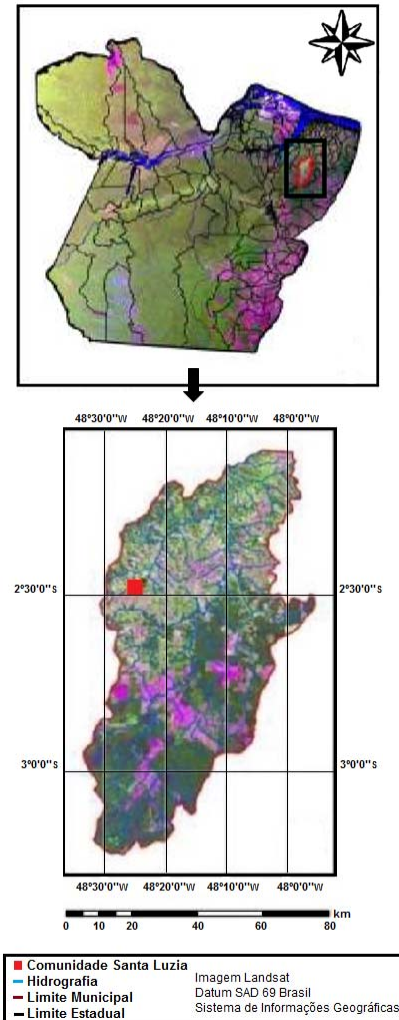 48°30'0"W 48°20'0"W 48°10'0"W 48°0'0"W
2°30'0"s 2°30'0"s
3°0'0"s 3°0'0"s
48°30'0"W 48°20'0"W 48°10'0"W 48°0'0"W
km
0 10 20 40 60 80
Comunidade Santa Luzia
Hidrografia
Limite Municipal
Limite Estadual
Imagem Landsat
Datum SAD 69 Brasil
Sistema de Informações Geográficas